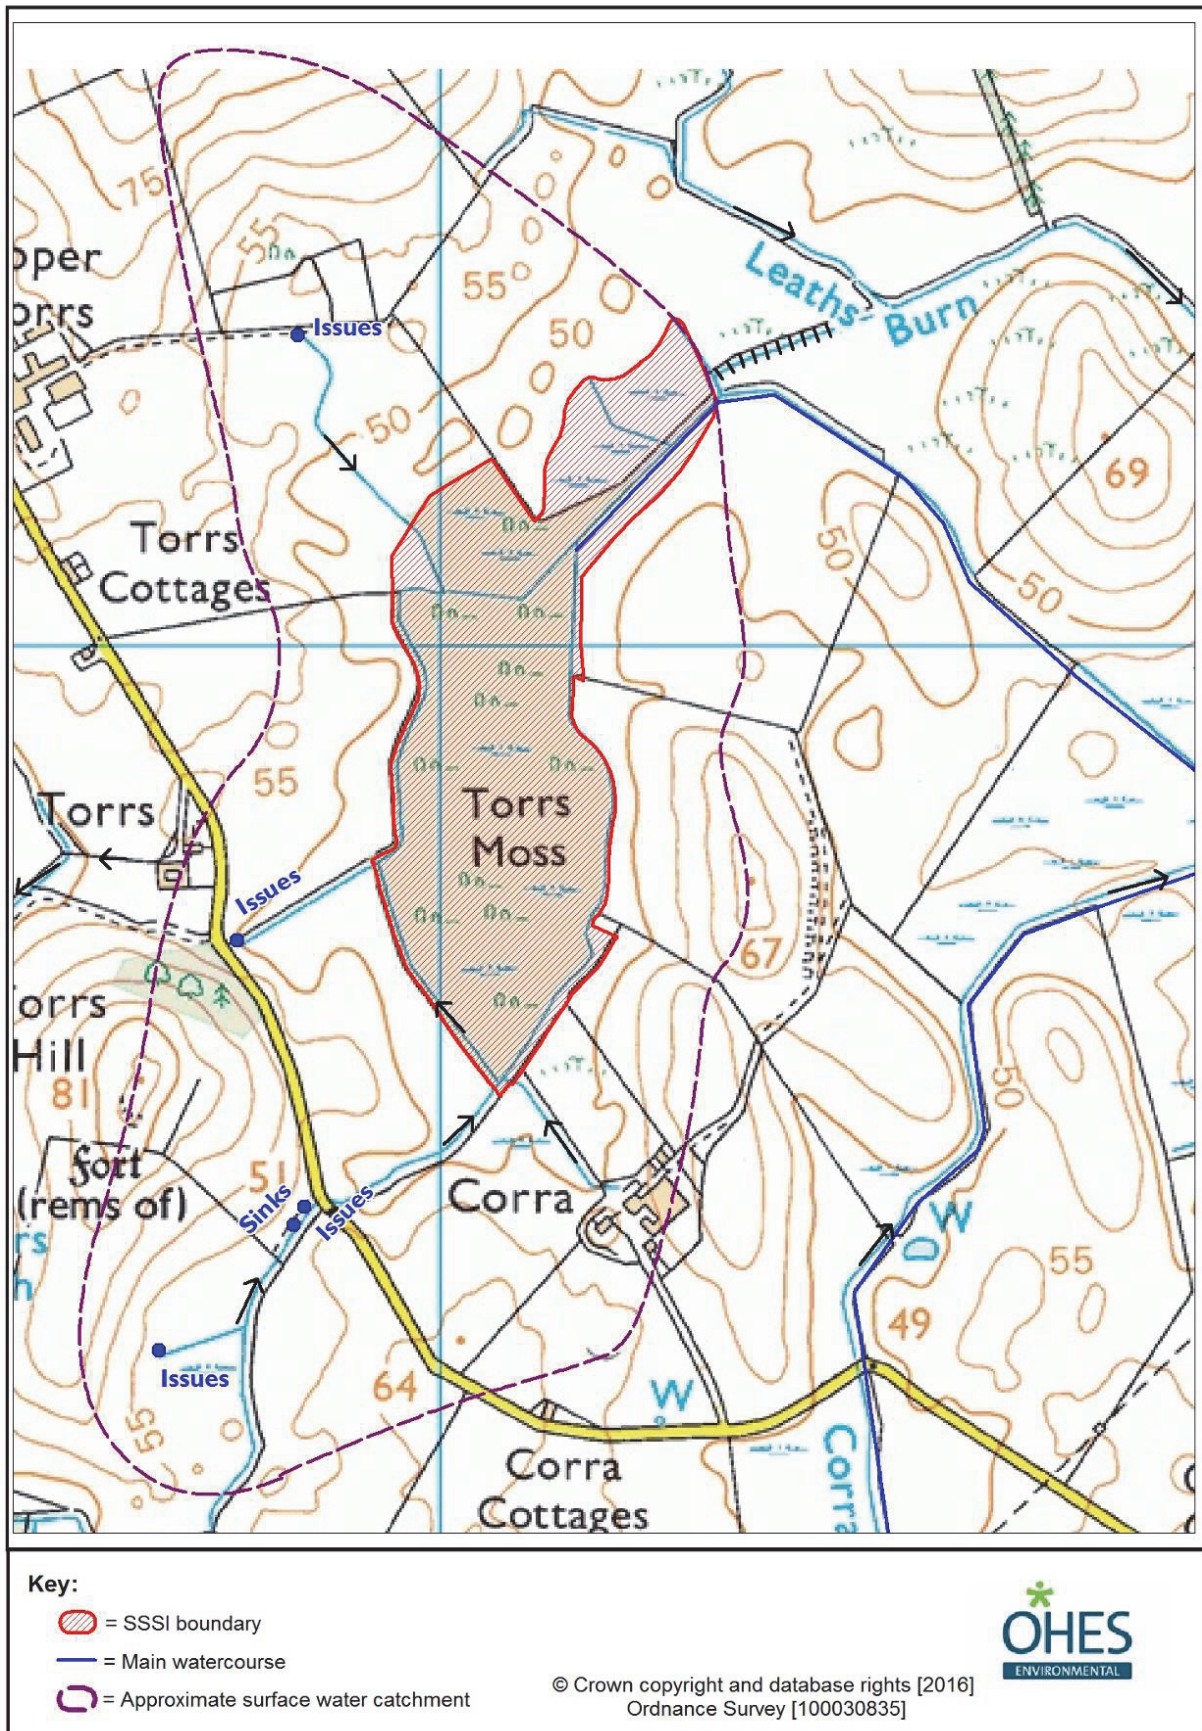 75
55
pper
orrs
Issues
55
50
Leaths Burn
50
69
Torrs
Cottages
50
50
55
Torrs
Torrs
Moss
Issues
67
orrs
Hill
81
fort
(rems of)
51
Sinks
Issues
50
Corra
W
rs
h
55
49
Issues
64
W
55
Corra
Cottages
Corra
Key:
= SSSI boundary
= Main watercourse
= Approximate surface water catchment
© Crown copyright and database rights [2016]
Ordnance Survey [100030835]
OHES
ENVIRONMENTAL